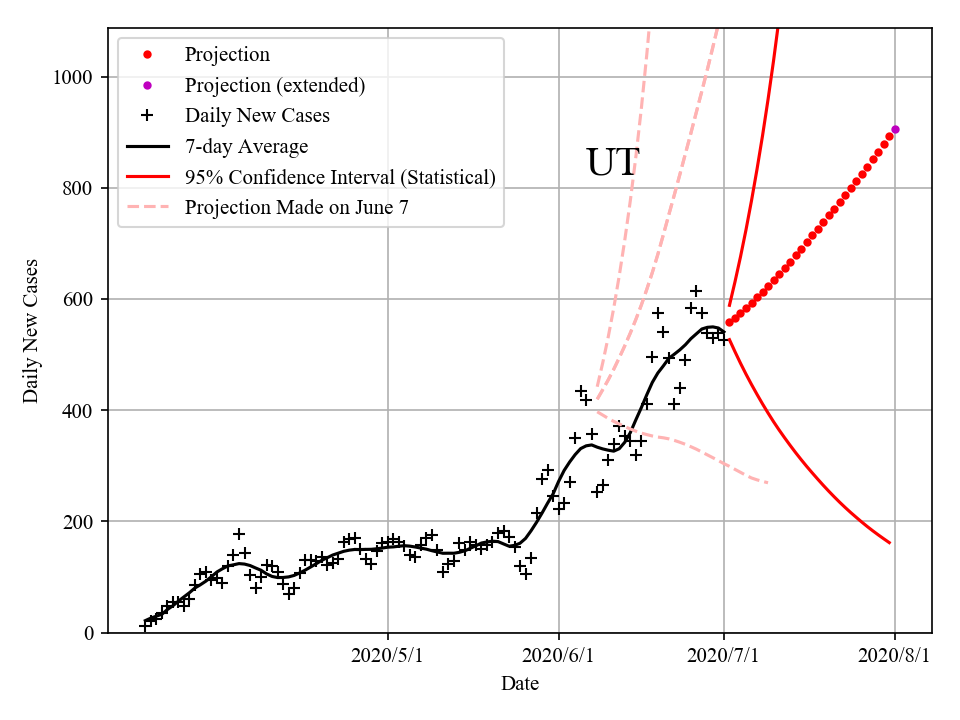 Projection
Projection (extended)
Daily New Cases
7-day Average
95% Confidence Interval (Statistical)
Projection Made on June 7
UT
1000
800
600
400
200
0
Daily New Cases
2020/5/1
2020/6/1
2020/7/1
2020/8/1
Date